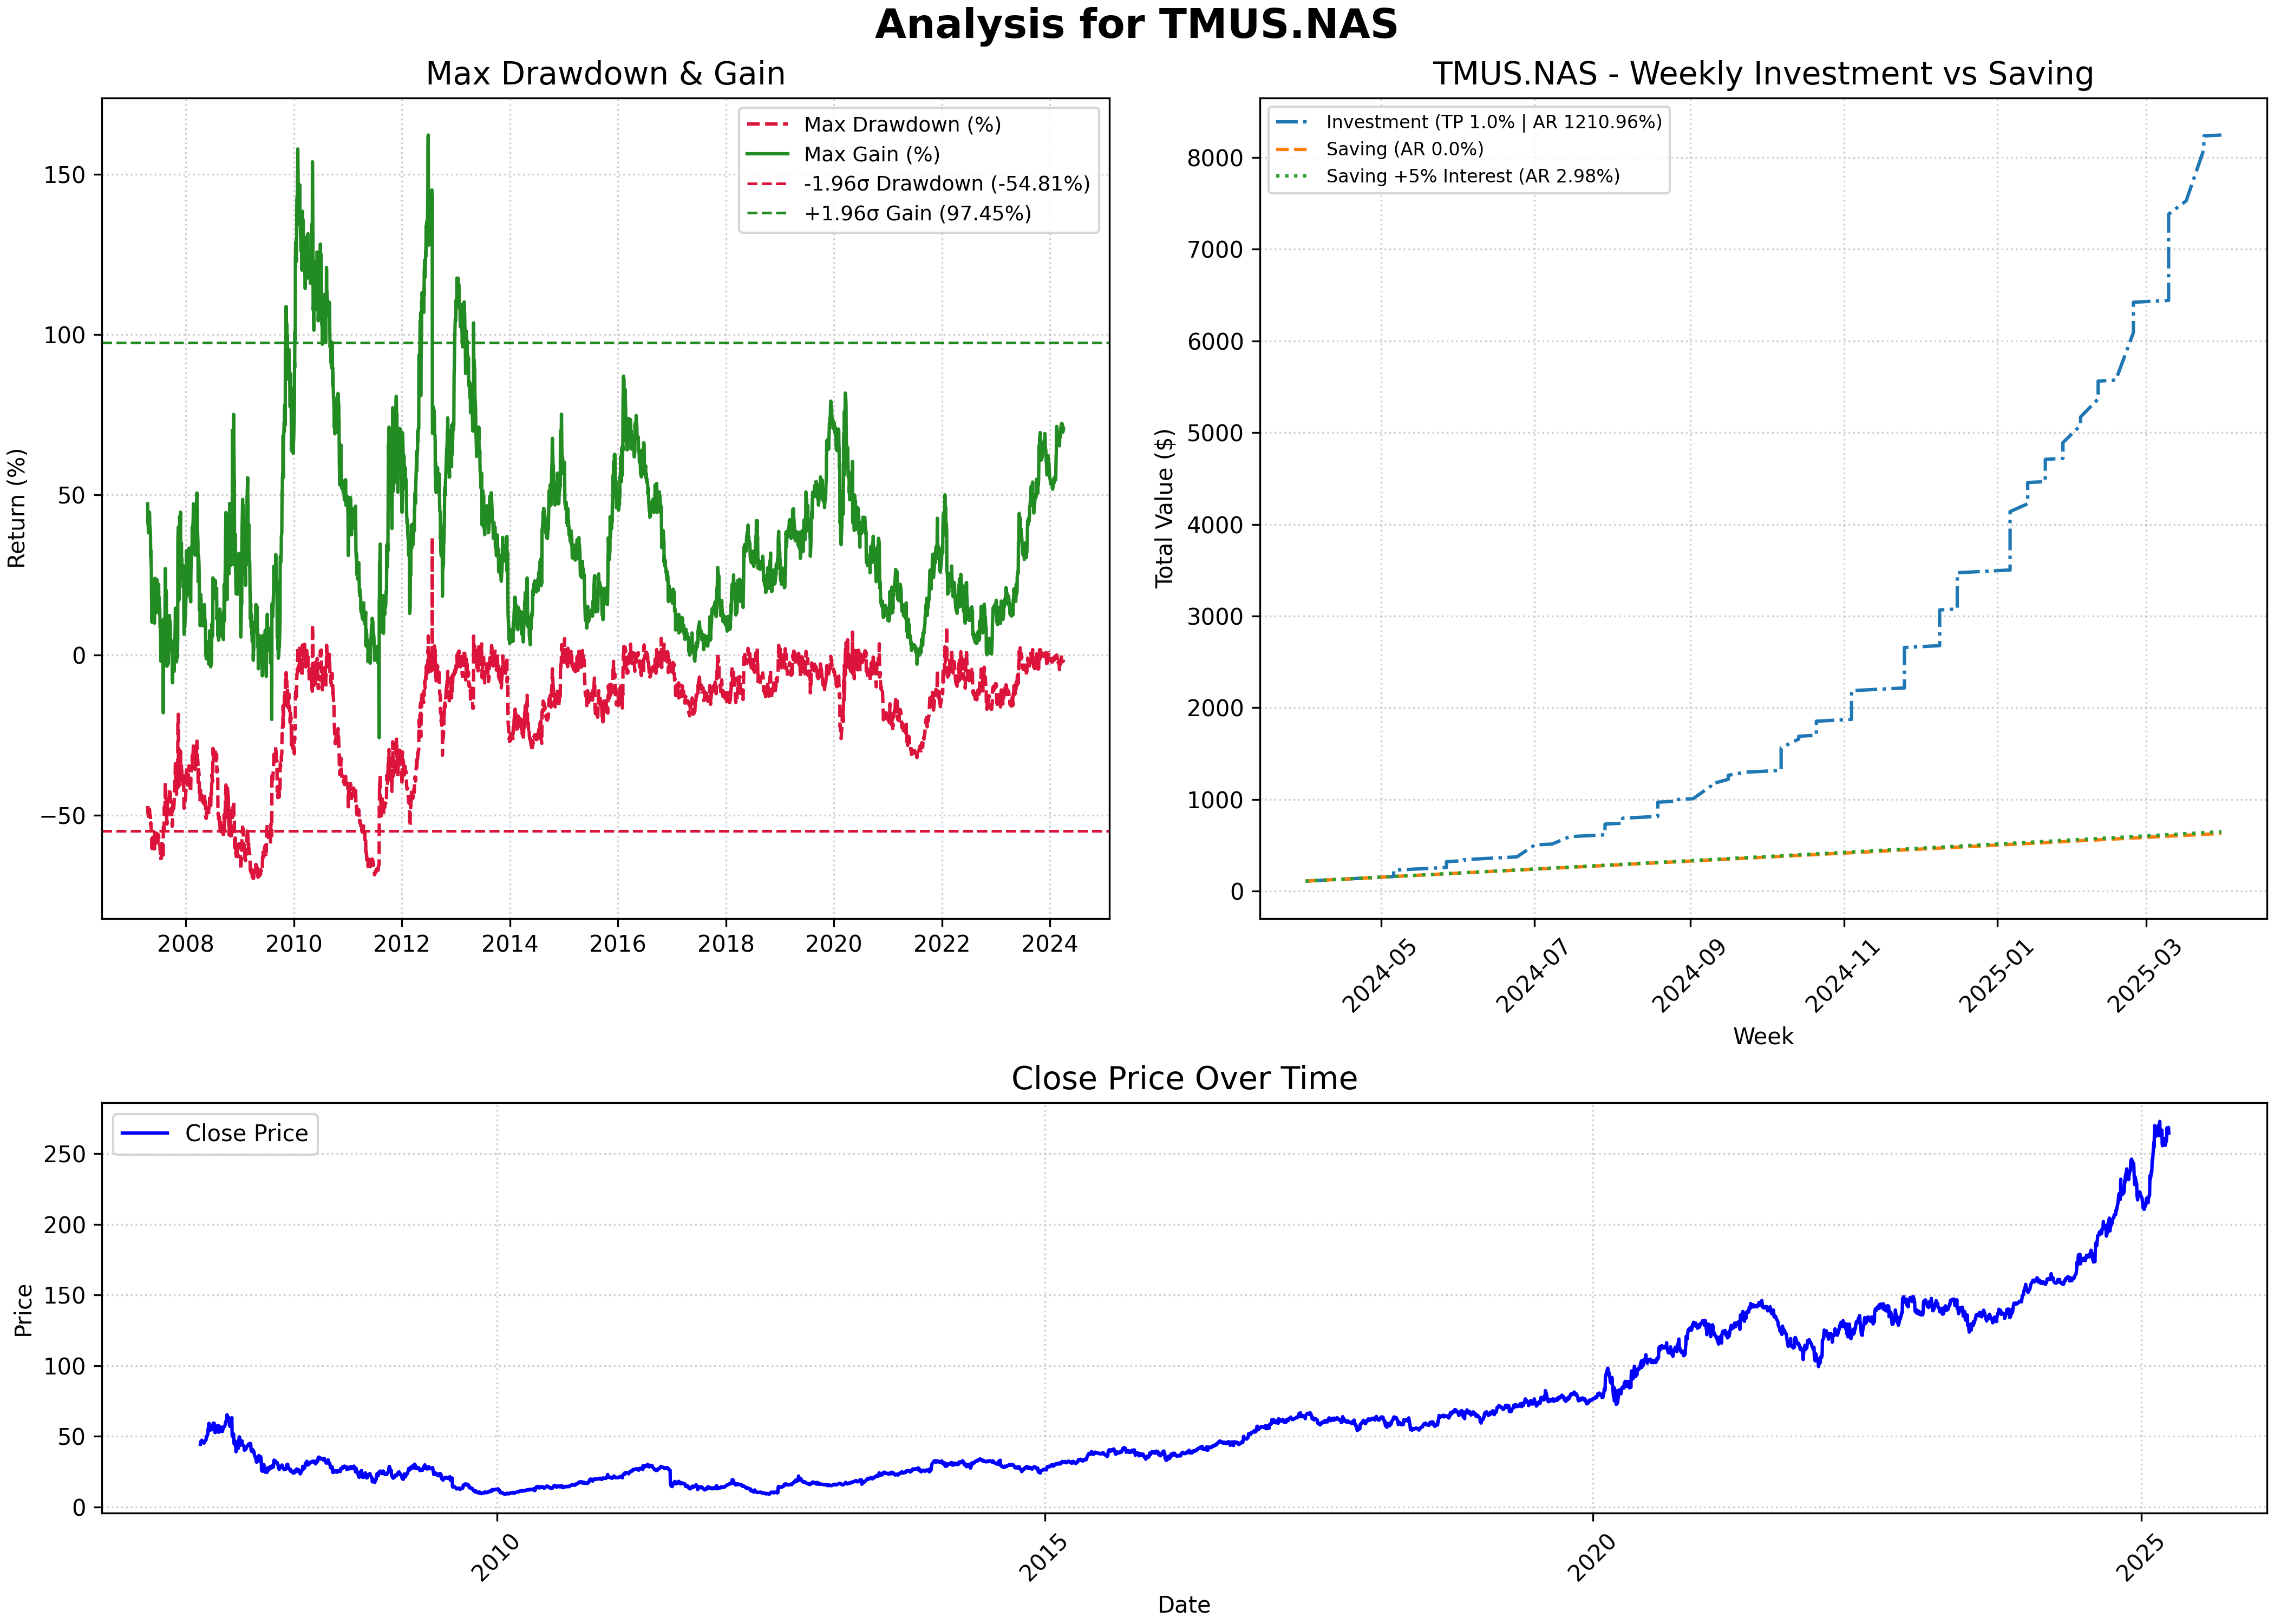 Analysis for TMUS.NAS
Max Drawdown & Gain
Max Drawdown (%)
Max Gain (%)
-1.96σ Drawdown (-54.81%)
+1.96σ Gain (97.45%)
Return (%)
150
100
50
0
−50
2008 2010 2012 2014 2016 2018 2020 2022 2024
TMUS.NAS - Weekly Investment vs Saving
Investment (TP 1.0% | AR 1210.96%)
Saving (AR 0.0%)
Saving +5% Interest (AR 2.98%)
Total Value ($)
8000
7000
6000
5000
4000
3000
2000
1000
0
2024-05 2024-07 2024-09 2024-11 2025-01 2025-03
Week
Close Price Over Time
Close Price
Price
250
200
150
100
50
0
2010 2015 2020 2025
Date